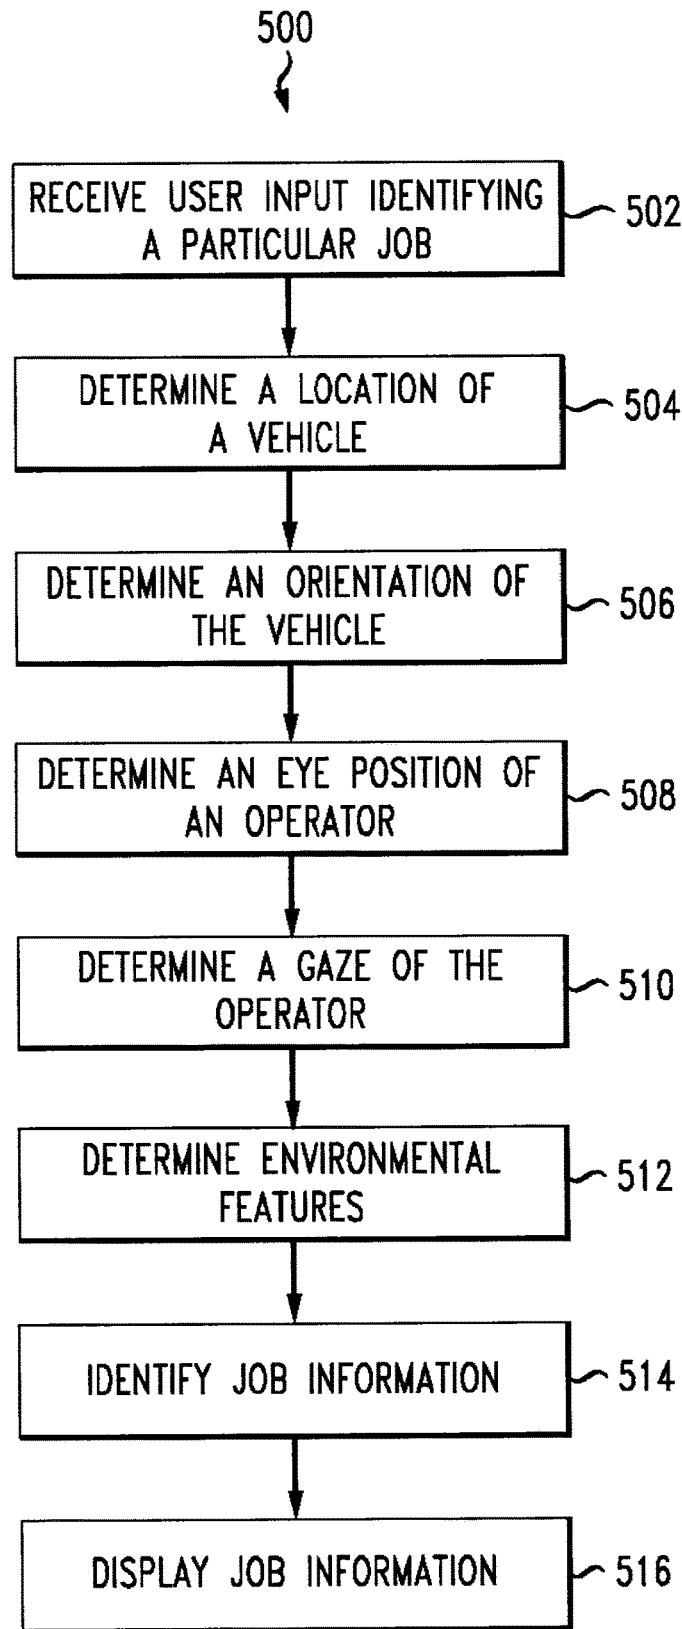 500
RECEIVE USER INPUT IDENTIFYING
A PARTICULAR JOB
502
DETERMINE A LOCATION OF
A VEHICLE
504
DETERMINE AN ORIENTATION OF
THE VEHICLE
506
DETERMINE AN EYE POSITION OF
AN OPERATOR
508
DETERMINE A GAZE OF THE
OPERATOR
510
DETERMINE ENVIRONMENTAL
FEATURES
512
IDENTIFY JOB INFORMATION
514
DISPLAY JOB INFORMATION
516